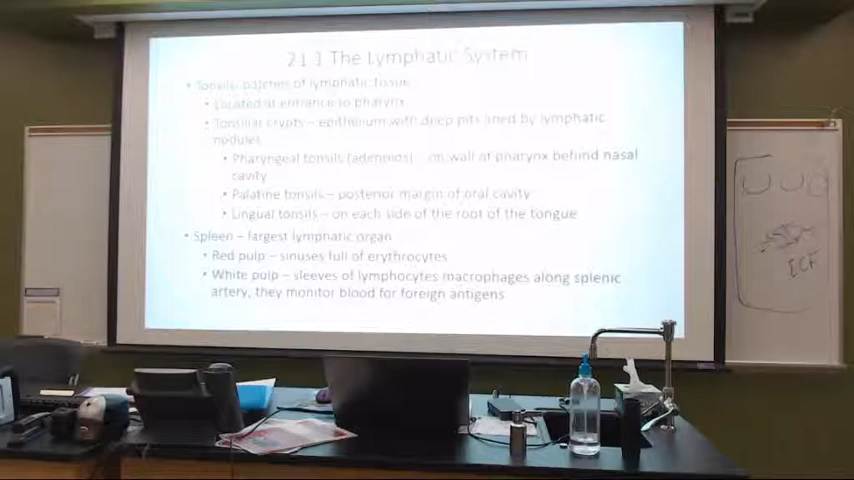 21.1 The Lymphatic System
• Tonsils-patches of lymphatic tissue
• Located at entrance to pharynx
• Tonsillar crypts – epithelium with deep pits lined by lymphatic
nodules
• Pharyngeal tonsils (adenoids) – on wall of pharynx behind nasal
cavity
• Palatine tonsils – posterior margin of oral cavity
• Lingual tonsils – on each side of the root of the tongue
• Spleen – largest lymphatic organ
• Red pulp – sinuses full of erythrocytes
• White pulp – sleeves of lymphocytes, macrophages along splenic
artery, they monitor blood for foreign antigens
ECF